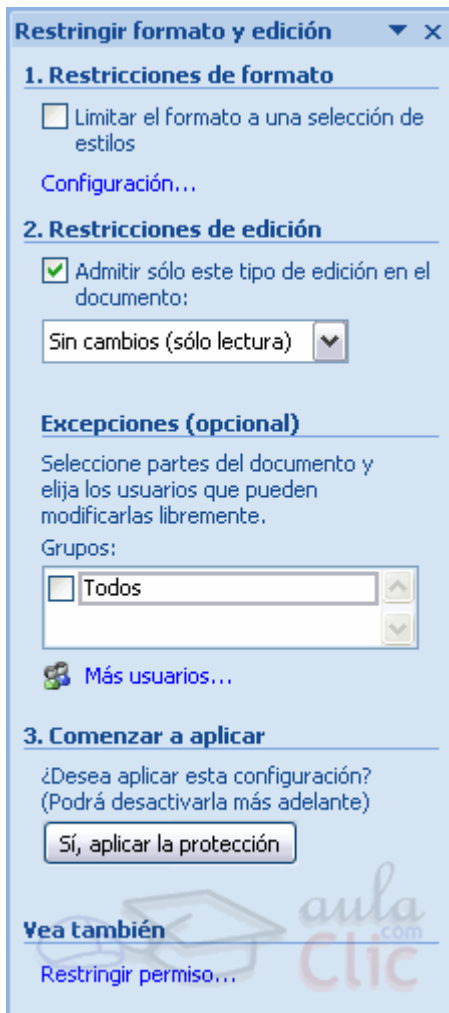 Restringir formato y edición
1. Restricciones de formato
Limitar el formato a una selección de
estilos
Configuración...
2. Restricciones de edición
Admitir sólo este tipo de edición en el
documento:
Sin cambios (sólo lectura)
Excepciones (opcional)
Seleccione partes del documento y
elija los usuarios que pueden
modificarlas libremente.
Grupos:
Todos
Más usuarios...
3. Comenzar a aplicar
¿Desea aplicar esta configuración?
(Podrá desactivarla más adelante)
Sí, aplicar la protección
aula
.com
Clic
Vea también
Restringir permiso...